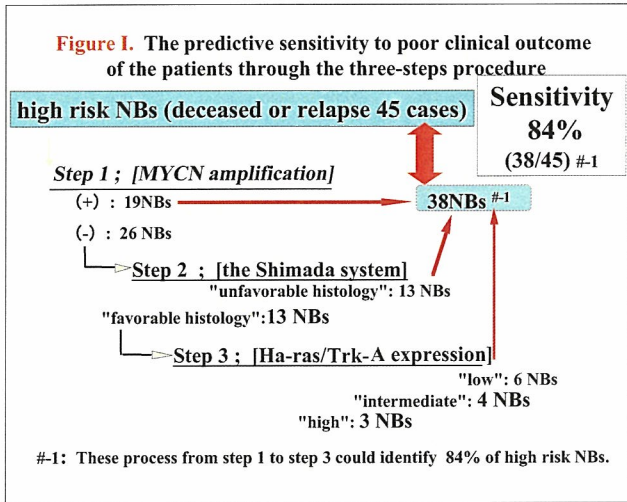 Figure I. The predictive sensitivity to poor clinical outcome
of the patients through the three-steps procedure
high risk NBs (deceased or relapse 45 cases)
Sensitivity
84%
(38/45) #-1
Step 1 ; [MYCN amplification]
(+) : 19NBs
38NBs #-1
(-) : 26 NBs
Step 2 ; [the Shimada system]
"unfavorable histology": 13 NBs
"favorable histology":13 NBs
Step 3 ; [Ha-ras/Trk-A expression]
"low": 6 NBs
"intermediate": 4 NBs
"high": 3 NBs
#-1: These process from step 1 to step 3 could identify 84% of high risk NBs.